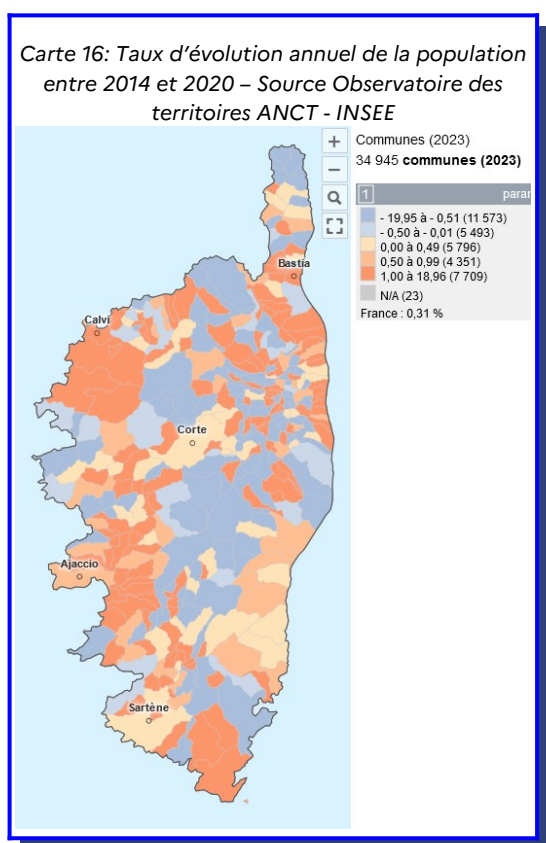 Carte 16: Taux d’évolution annuel de la population
entre 2014 et 2020 – Source Observatoire des
territoires ANCT - INSEE
Communes (2023)
34 945 communes (2023)
1 parar
- 19,95 à - 0,51 (11 573)
- 0,50 à - 0,01 (5 493)
0,00 à 0,49 (5 796)
0,50 à 0,99 (4 351)
1,00 à 18,96 (7 709)
N/A (23)
France : 0,31 %
Bastia
Calvi
Corte
Ajaccio
Sartène